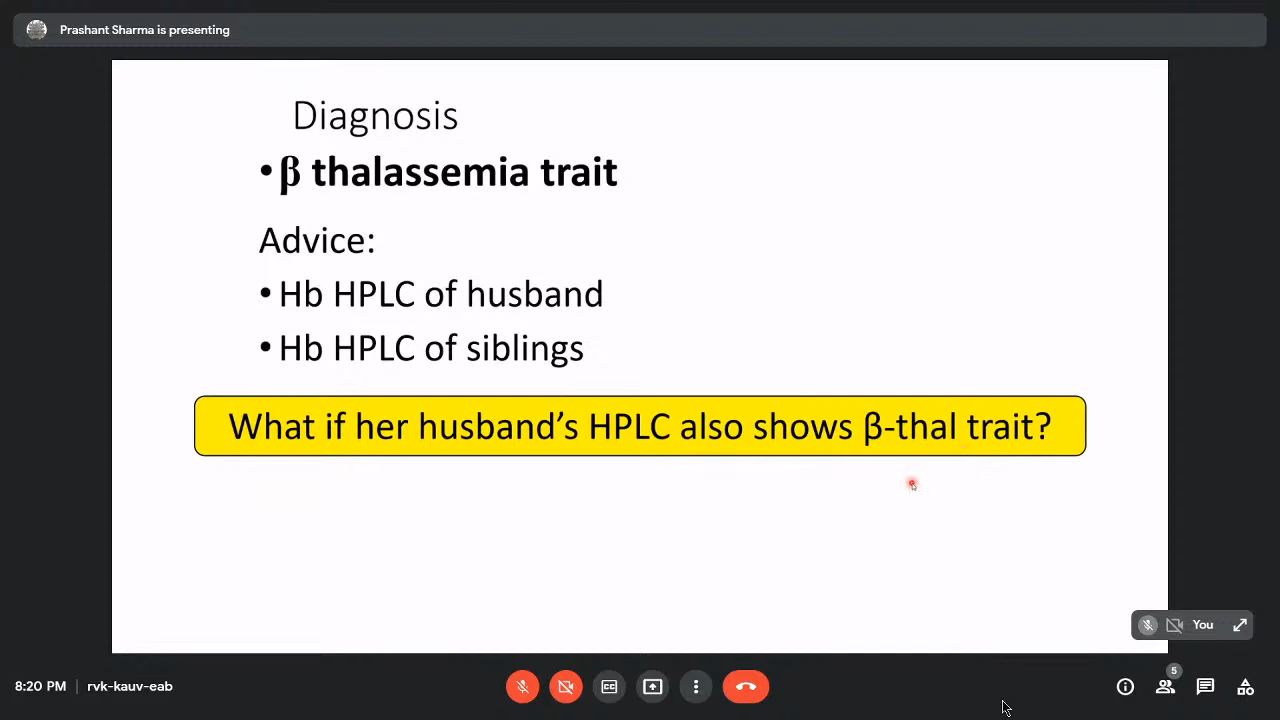 Prashant Sharma is presenting
Diagnosis
•β thalassemia trait
Advice:
•Hb HPLC of husband
•Hb HPLC of siblings
What if her husband's HPLC also shows β-thal trait?
You
5
8:20 PM | rvk-kauv-eab
CC